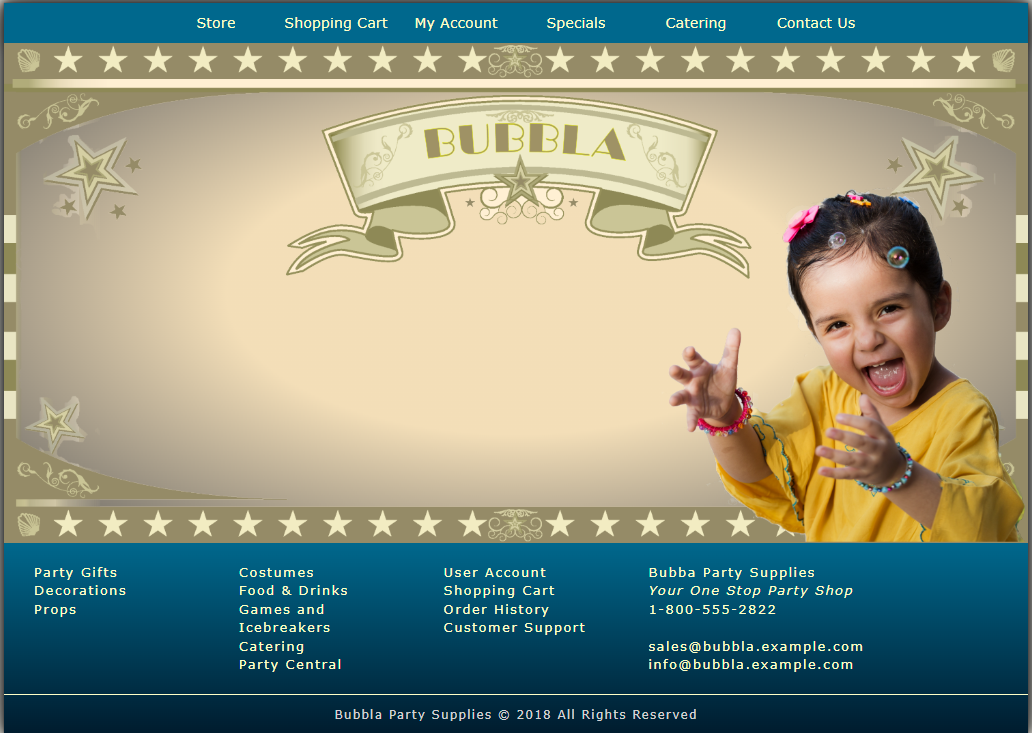 Store Shopping Cart My Account Specials Catering Contact Us
BUBBLA
Party Gifts
Decorations
Props
Costumes
Food & Drinks
Games and
Icebreakers
Catering
Party Central
User Account
Shopping Cart
Order History
Customer Support
Bubba Party Supplies
Your One Stop Party Shop
1-800-555-2822
sales@bubbla.example.com
info@bubbla.example.com
Bubbla Party Supplies © 2018 All Rights Reserved